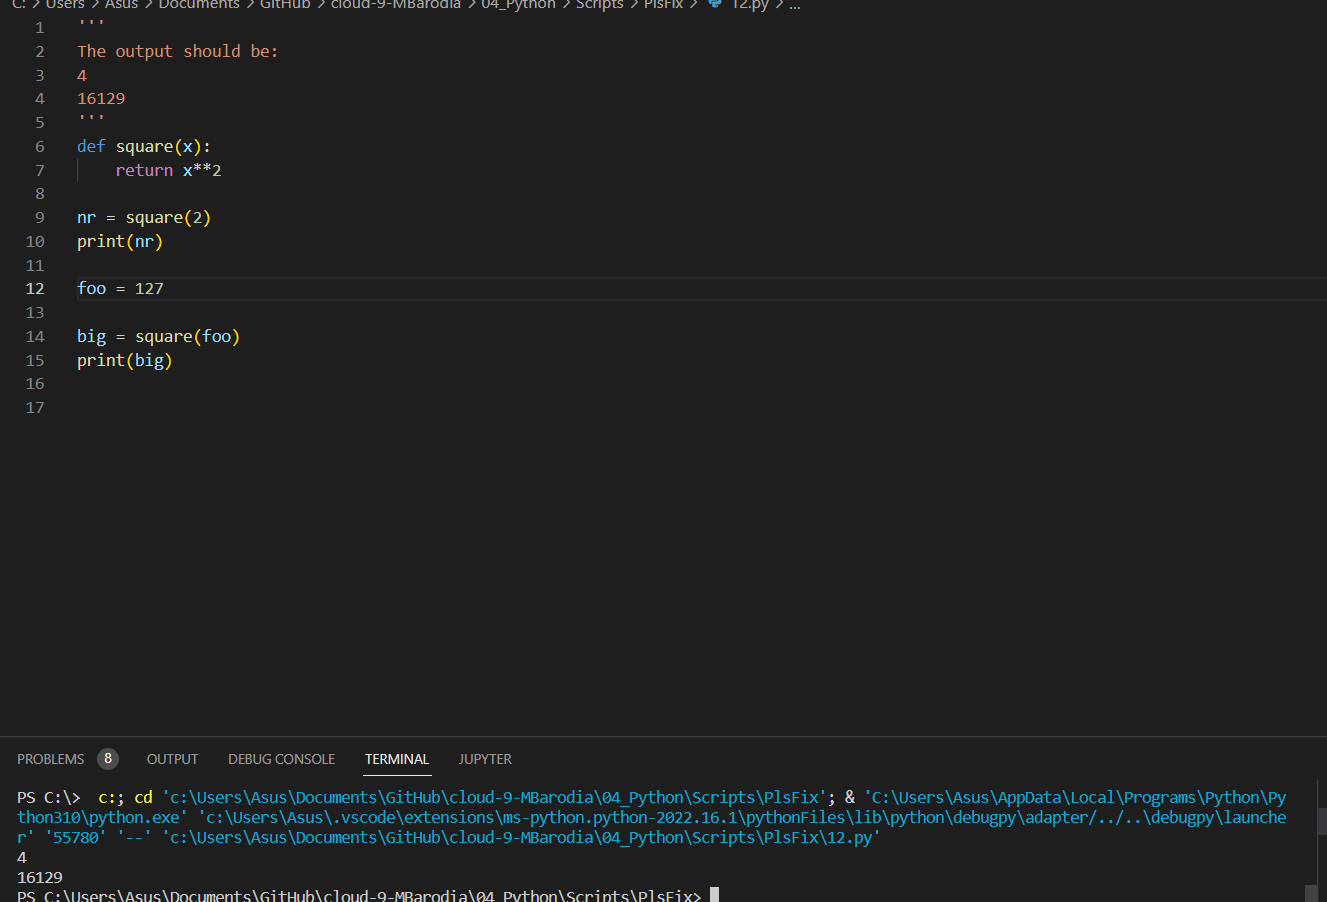 C: > Users > Asus > Documents > GitHub > cloud-9-MBarodia > 04_Python > Scripts > PlsFix > 12.py > ...
1 '''
2 The output should be:
3 4
4 16129
5 '''
6 def square(x):
7     return x**2
8
9 nr = square(2)
10 print(nr)
11
12 foo = 127
13
14 big = square(foo)
15 print(big)
16
17
PROBLEMS 8 OUTPUT DEBUG CONSOLE TERMINAL JUPYTER
PS C:\>  c:; cd 'c:\Users\Asus\Documents\GitHub\cloud-9-MBarodia\04_Python\Scripts\PlsFix'; & 'C:\Users\Asus\AppData\Local\Programs\Python\Py
thon310\python.exe' 'c:\Users\Asus\.vscode\extensions\ms-python.python-2022.16.1\pythonFiles\lib\python\debugpy\adapter/../..\debugpy\launche
r' '55780' '--' 'c:\Users\Asus\Documents\GitHub\cloud-9-MBarodia\04_Python\Scripts\PlsFix\12.py'
4
16129
PS C:\Users\Asus\Documents\GitHub\cloud-9-MBarodia\04_Python\Scripts\PlsFix>